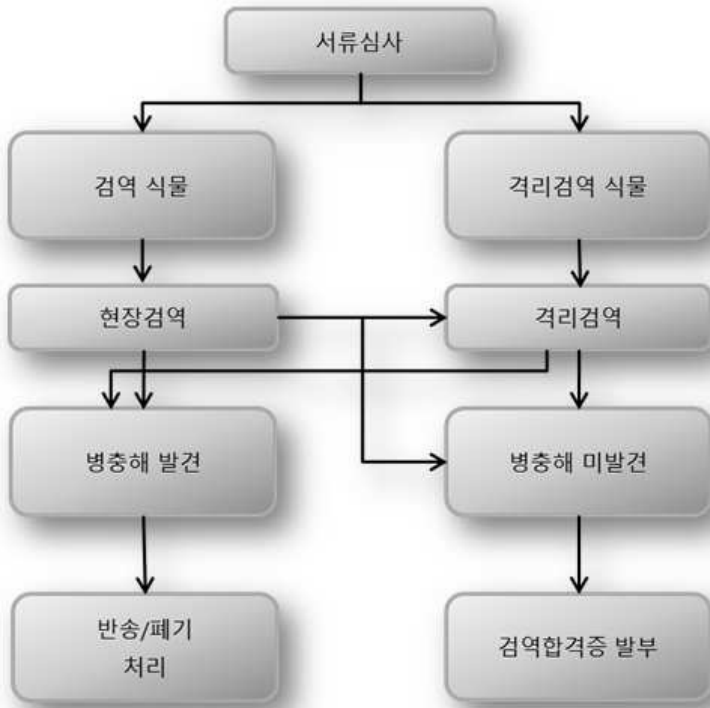 서류심사
검역 식물
격리검역 식물
현장검역
격리검역
병충해 발견
병충해 미발견
반송/폐기
처리
검역합격증 발부